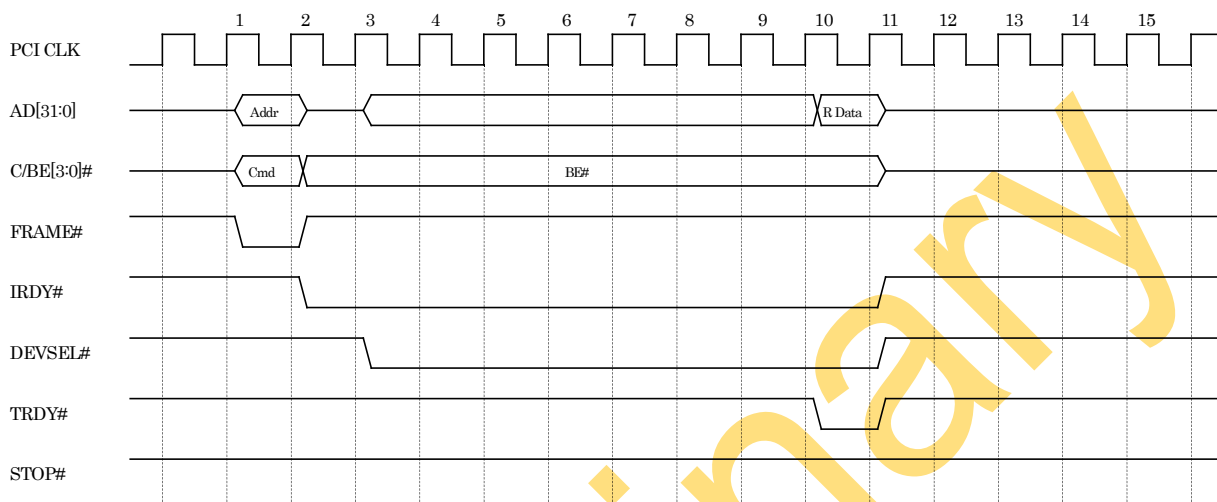 1 2 3 4 5 6 7 8 9 10 11 12 13 14 15
PCI CLK
AD[31:0] Addr R Data
C/BE[3:0]# Cmd BE#
FRAME#
IRDY#
DEVSEL#
TRDY#
STOP#
inary